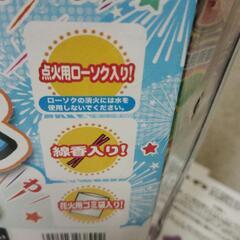 点火用ローソク入り!
ローソクの消火には水を
使用しないでください。
線香入り!
わ
花火用ゴミ袋入り!